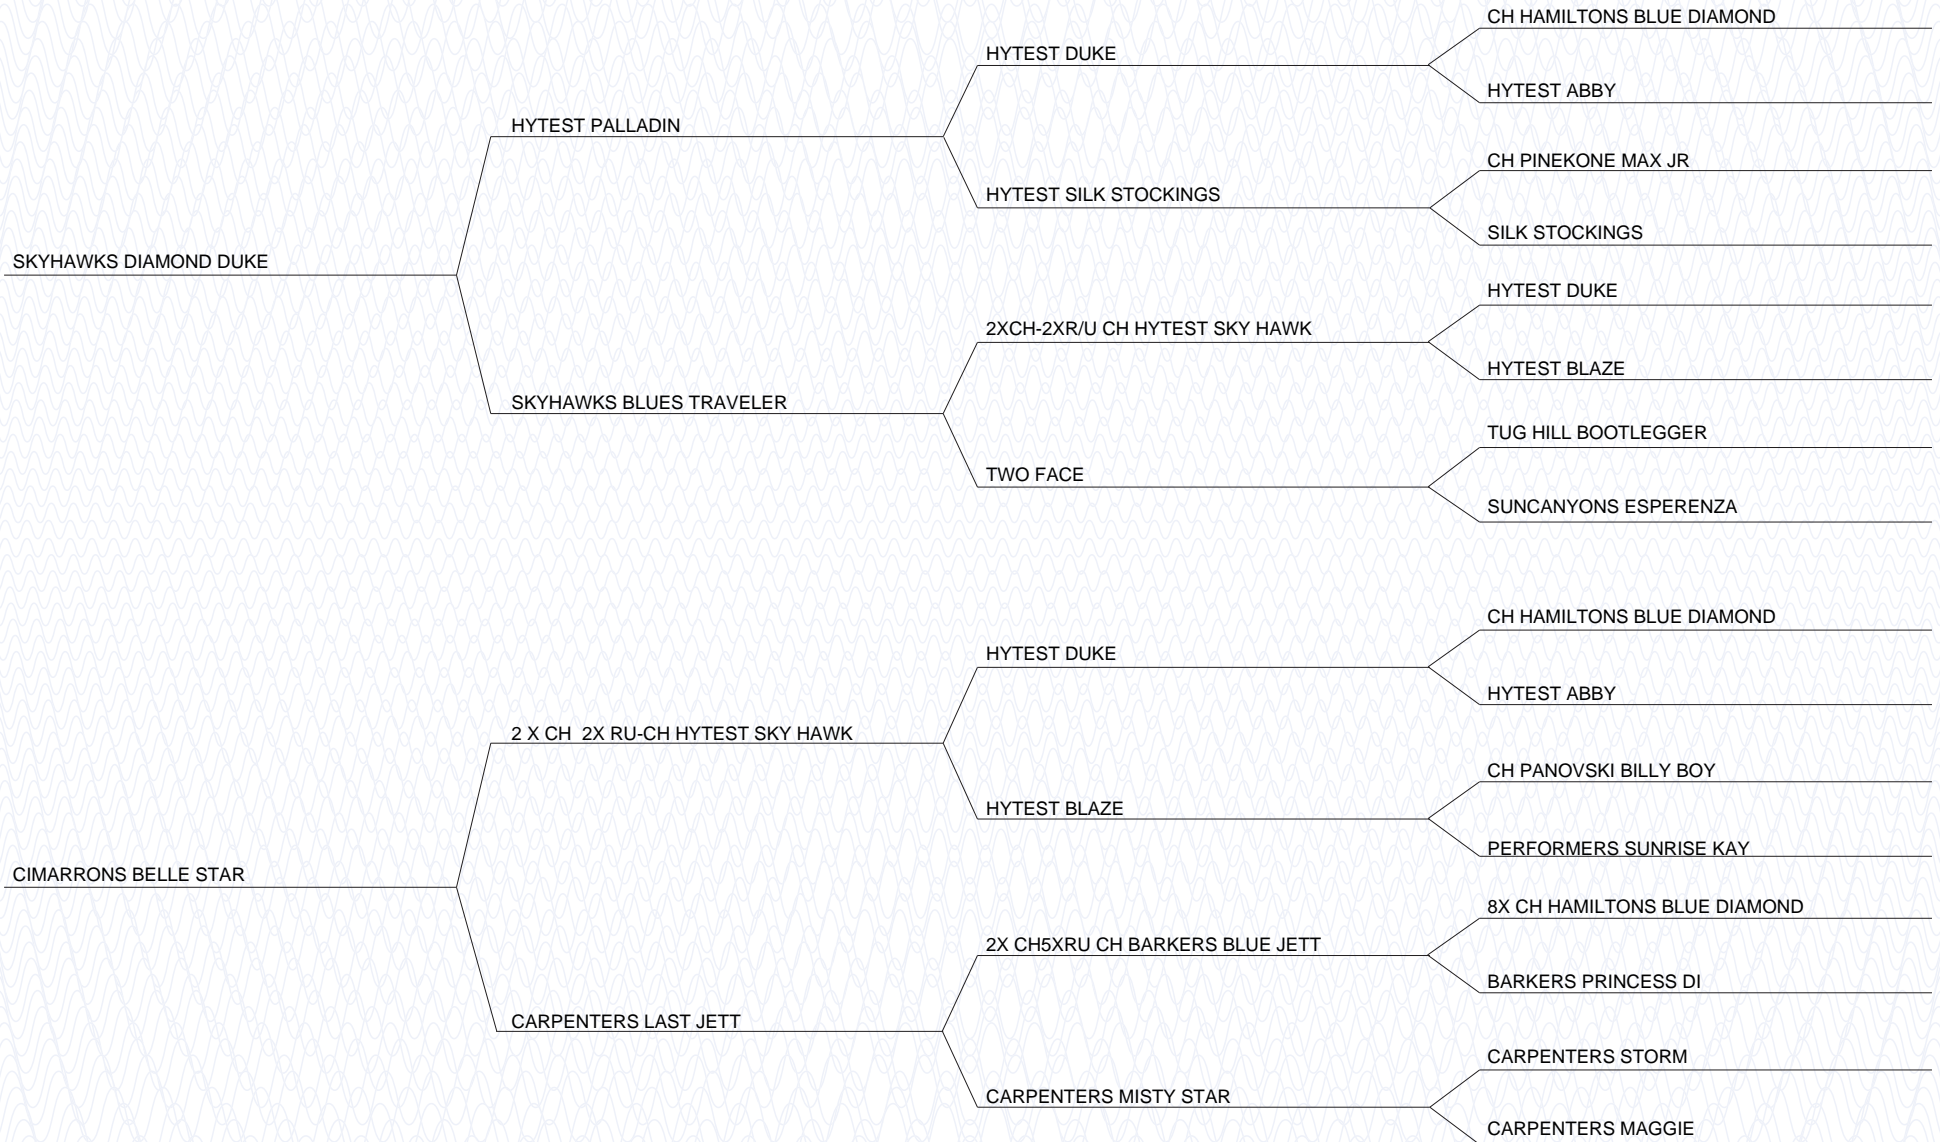 CH HAMILTONS BLUE DIAMOND
HYTEST DUKE
HYTEST ABBY
HYTEST PALLADIN
CH PINEKONE MAX JR
HYTEST SILK STOCKINGS
SILK STOCKINGS
SKYHAWKS DIAMOND DUKE
HYTEST DUKE
2XCH-2XR/U CH HYTEST SKY HAWK
HYTEST BLAZE
SKYHAWKS BLUES TRAVELER
TUG HILL BOOTLEGGER
TWO FACE
SUNCANYONS ESPERENZA
CH HAMILTONS BLUE DIAMOND
HYTEST DUKE
HYTEST ABBY
2 X CH  2X RU-CH HYTEST SKY HAWK
CH PANOVSKI BILLY BOY
HYTEST BLAZE
PERFORMERS SUNRISE KAY
CIMARRONS BELLE STAR
8X CH HAMILTONS BLUE DIAMOND
2X CH5XRU CH BARKERS BLUE JETT
BARKERS PRINCESS DI
CARPENTERS LAST JETT
CARPENTERS STORM
CARPENTERS MISTY STAR
CARPENTERS MAGGIE